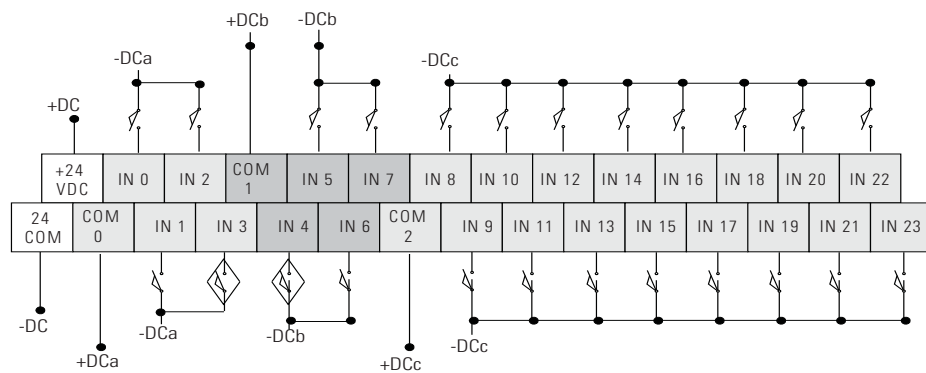 +DCb
-DCb
-DCa
-DCc
+DC
+24 VDC
IN 0
IN 2
COM 1
IN 5
IN 7
IN 8
IN 10
IN 12
IN 14
IN 16
IN 18
IN 20
IN 22
24 COM
COM 0
IN 1
IN 3
IN 4
IN 6
COM 2
IN 9
IN 11
IN 13
IN 15
IN 17
IN 19
IN 21
IN 23
-DC
-DCa
-DCb
-DCc
+DCa
+DCc